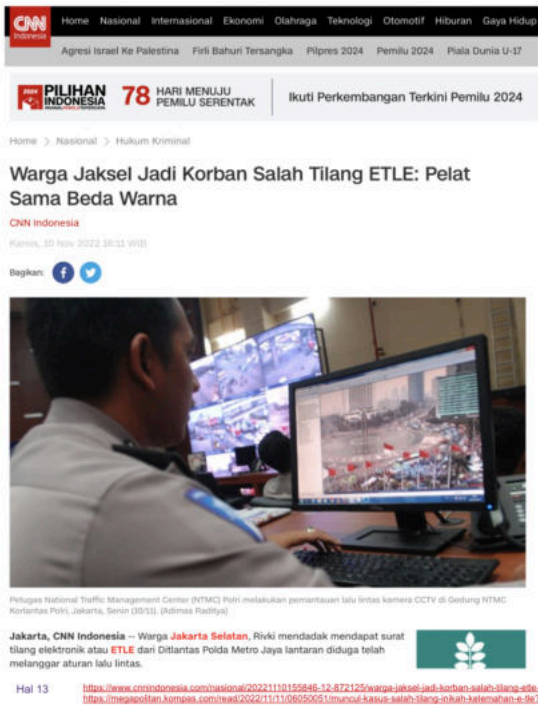 CNN Indonesia
Home Nasional Internasional Ekonomi Olahraga Teknologi Otomotif Hiburan Gaya Hidup
Agresi Israel Ke Palestina Firli Bahuri Tersangka Pilpres 2024 Pemilu 2024 Piala Dunia U-17
PILIHAN INDONESIA
78 HARI MENUJU PEMILU SERENTAK
Ikuti Perkembangan Terkini Pemilu 2024
Home > Nasional > Hukum Kriminal
Warga Jaksel Jadi Korban Salah Tilang ETLE: Pelat
Sama Beda Warna
CNN Indonesia
Kamis, 10 Nov 2022 16:11 WIB
Bagikan:
Petugas National Traffic Management Center (NTMC) Polri melakukan pemantauan lalu lintas kamera CCTV di Gedung NTMC
Korlantas Polri, Jakarta, Senin (10/11). (Adimas Raditya)
Jakarta, CNN Indonesia -- Warga Jakarta Selatan, Rivki mendadak mendapat surat
tilang elektronik atau ETLE dari Ditlantas Polda Metro Jaya lantaran diduga telah
melanggar aturan lalu lintas.
Hal 13
https://www.cnnindonesia.com/nasional/20221110155846-12-872125/warga-jaksel-jadi-korban-salah-tilang-etle-
https://megapolitan.kompas.com/read/2022/11/11/06050051/muncul-kasus-salah-tilang-inikah-kelemahan-e-tle?